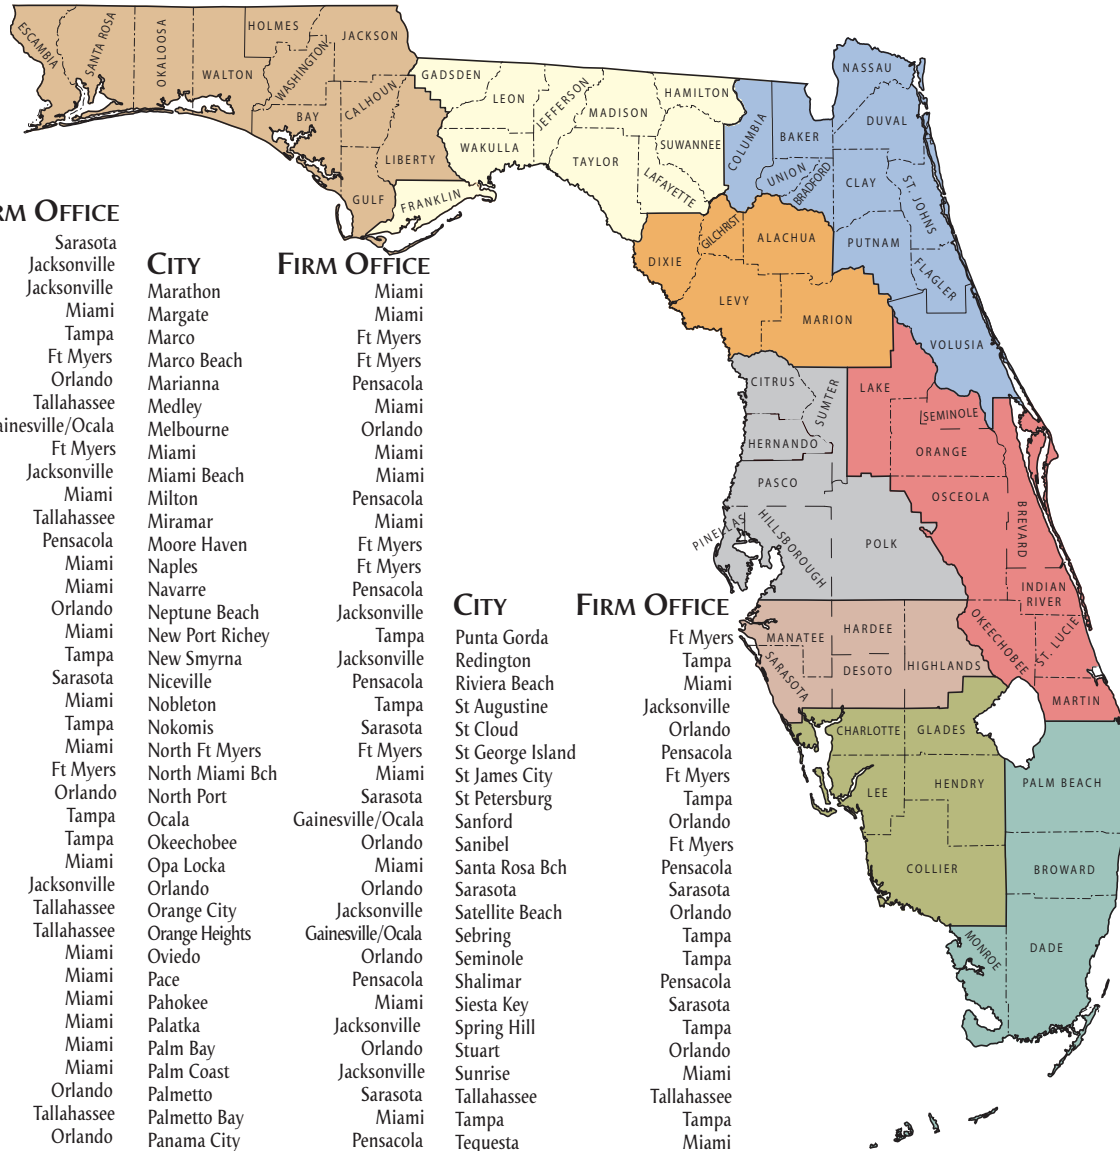 ESCAMBIA
SANTA ROSA
OKALOOSA
WALTON
HOLMES
WASHINGTON
JACKSON
BAY
CALHOUN
LIBERTY
GULF
GADSDEN
LEON
JEFFERSON
MADISON
HAMILTON
WAKULLA
TAYLOR
SUWANNEE
LAFAYETTE
FRANKLIN
COLUMBIA
BAKER
NASSAU
DUVAL
UNION
BRADFORD
CLAY
ST JOHNS
PUTNAM
FLAGLER
VOLUSIA
DIXIE
GILCHRIST
ALACHUA
LEVY
MARION
CITRUS
SUMTER
HERNANDO
PASCO
PINELLAS
HILLSBOROUGH
POLK
LAKE
SEMINOLE
ORANGE
OSCEOLA
BREVARD
INDIAN
RIVER
OKEECHOBEE
ST. LUCIE
MARTIN
MANATEE
HARDEE
SARASOTA
DESOTO
HIGHLANDS
CHARLOTTE
GLADES
LEE
HENDRY
COLLIER
PALM BEACH
BROWARD
MONROE
DADE
RM OFFICE
Sarasota
Jacksonville
Jacksonville
Miami
Tampa
Ft Myers
Orlando
Tallahassee
ainesville/Ocala
Ft Myers
Jacksonville
Miami
Tallahassee
Pensacola
Miami
Miami
Orlando
Miami
Tampa
Sarasota
Miami
Tampa
Miami
Ft Myers
Orlando
Tampa
Tampa
Miami
Jacksonville
Tallahassee
Tallahassee
Miami
Miami
Miami
Miami
Miami
Miami
Orlando
Tallahassee
Orlando
CITY FIRM OFFICE
Marathon Miami
Margate Miami
Marco Ft Myers
Marco Beach Ft Myers
Marianna Pensacola
Medley Miami
Melbourne Orlando
Miami Miami
Miami Beach Miami
Milton Pensacola
Miramar Miami
Moore Haven Ft Myers
Naples Ft Myers
Navarre Pensacola
Neptune Beach Jacksonville
New Port Richey Tampa
New Smyrna Jacksonville
Niceville Pensacola
Nobleton Tampa
Nokomis Sarasota
North Ft Myers Ft Myers
North Miami Bch Miami
North Port Sarasota
Ocala Gainesville/Ocala
Okeechobee Orlando
Opa Locka Miami
Orlando Orlando
Orange City Jacksonville
Orange Heights Gainesville/Ocala
Oviedo Orlando
Pace Pensacola
Pahokee Miami
Palatka Jacksonville
Palm Bay Orlando
Palm Coast Jacksonville
Palmetto Sarasota
Palmetto Bay Miami
Panama City Pensacola
CITY FIRM OFFICE
Punta Gorda Ft Myers
Redington Tampa
Riviera Beach Miami
St Augustine Jacksonville
St Cloud Orlando
St George Island Pensacola
St James City Ft Myers
St Petersburg Tampa
Sanford Orlando
Sanibel Ft Myers
Santa Rosa Bch Pensacola
Sarasota Sarasota
Satellite Beach Orlando
Sebring Tampa
Seminole Tampa
Shalimar Pensacola
Siesta Key Sarasota
Spring Hill Tampa
Stuart Orlando
Sunrise Miami
Tallahassee Tallahassee
Tampa Tampa
Tequesta Miami